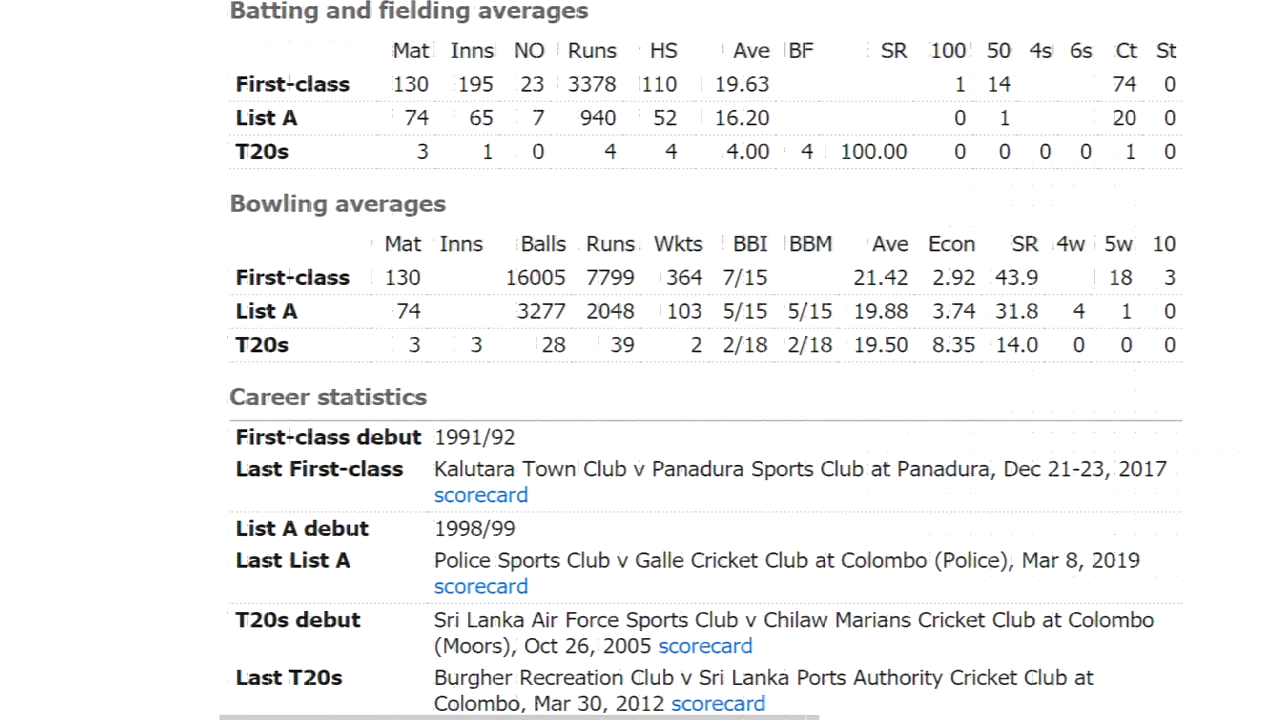 Batting and fielding averages
Mat Inns NO Runs HS Ave BF SR 100 50 4s 6s Ct St
First-class 130 195 23 3378 110 19.63 1 14 74 0
List A 74 65 7 940 52 16.20 0 1 20 0
T20s 3 1 0 4 4 4.00 4 100.00 0 0 0 0 1 0
Bowling averages
Mat Inns Balls Runs Wkts BBI BBM Ave Econ SR 4w 5w 10
First-class 130 16005 7799 364 7/15 21.42 2.92 43.9 18 3
List A 74 3277 2048 103 5/15 5/15 19.88 3.74 31.8 4 1 0
T20s 3 3 28 39 2 2/18 2/18 19.50 8.35 14.0 0 0 0
Career statistics
First-class debut 1991/92
Last First-class Kalutara Town Club v Panadura Sports Club at Panadura, Dec 21-23, 2017
scorecard
List A debut 1998/99
Last List A Police Sports Club v Galle Cricket Club at Colombo (Police), Mar 8, 2019
scorecard
T20s debut Sri Lanka Air Force Sports Club v Chilaw Marians Cricket Club at Colombo
(Moors), Oct 26, 2005 scorecard
Last T20s Burgher Recreation Club v Sri Lanka Ports Authority Cricket Club at
Colombo, Mar 30, 2012 scorecard